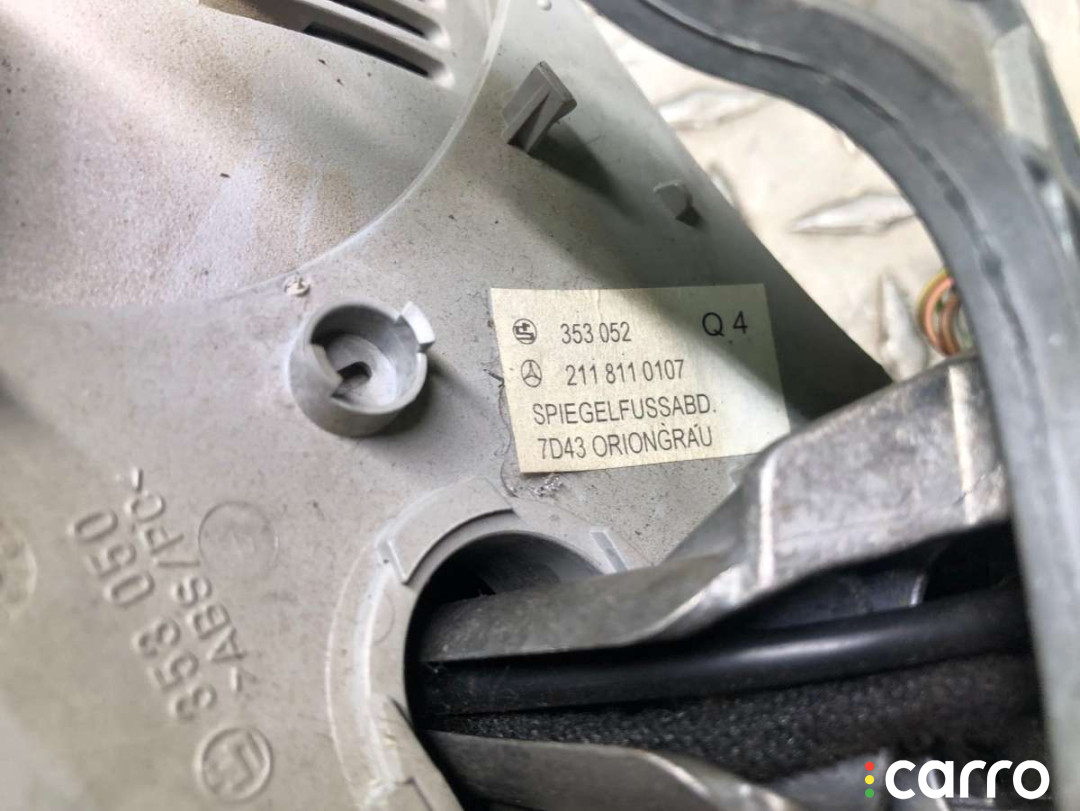 353 052 Q 4
211 811 0107
SPIEGELFUSSABD.
7D43 ORIONGRAU
353 050
>ABS/PC<
carro